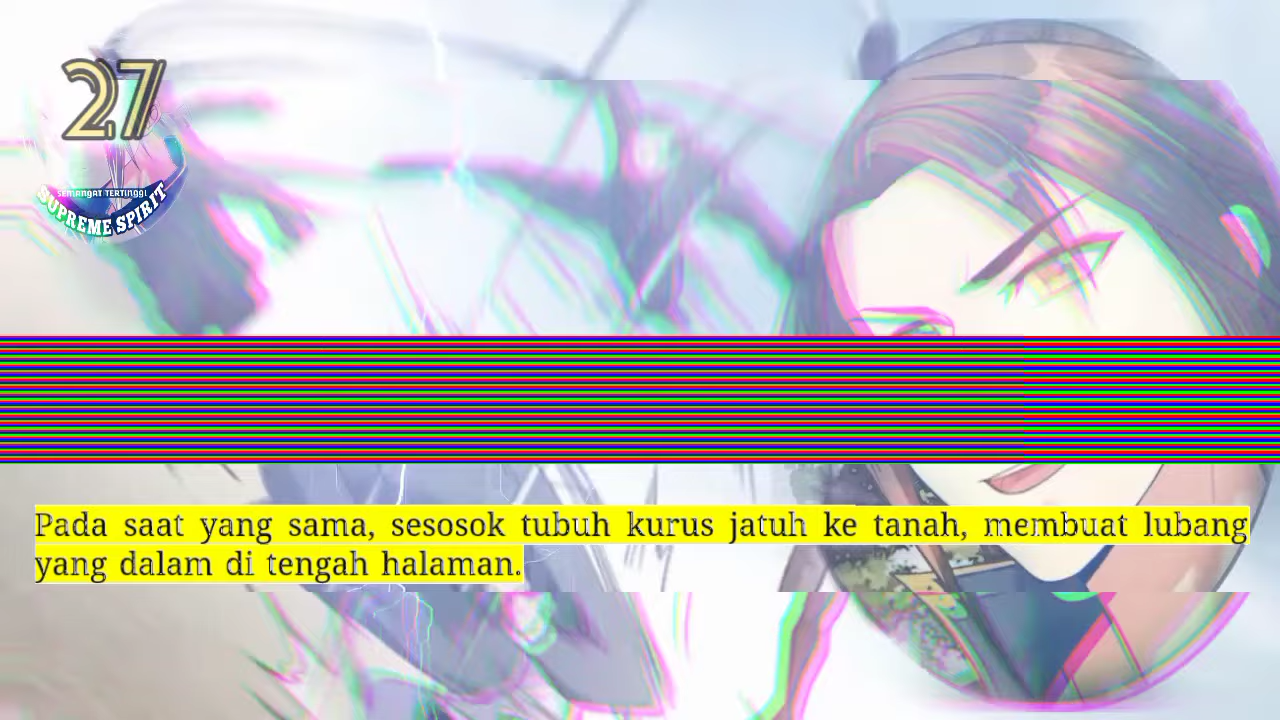 27
SEMANGAT TERTINGGI
SUPREME SPIRIT
Pada saat yang sama, sesosok tubuh kurus jatuh ke tanah, membuat lubang
yang dalam di tengah halaman.